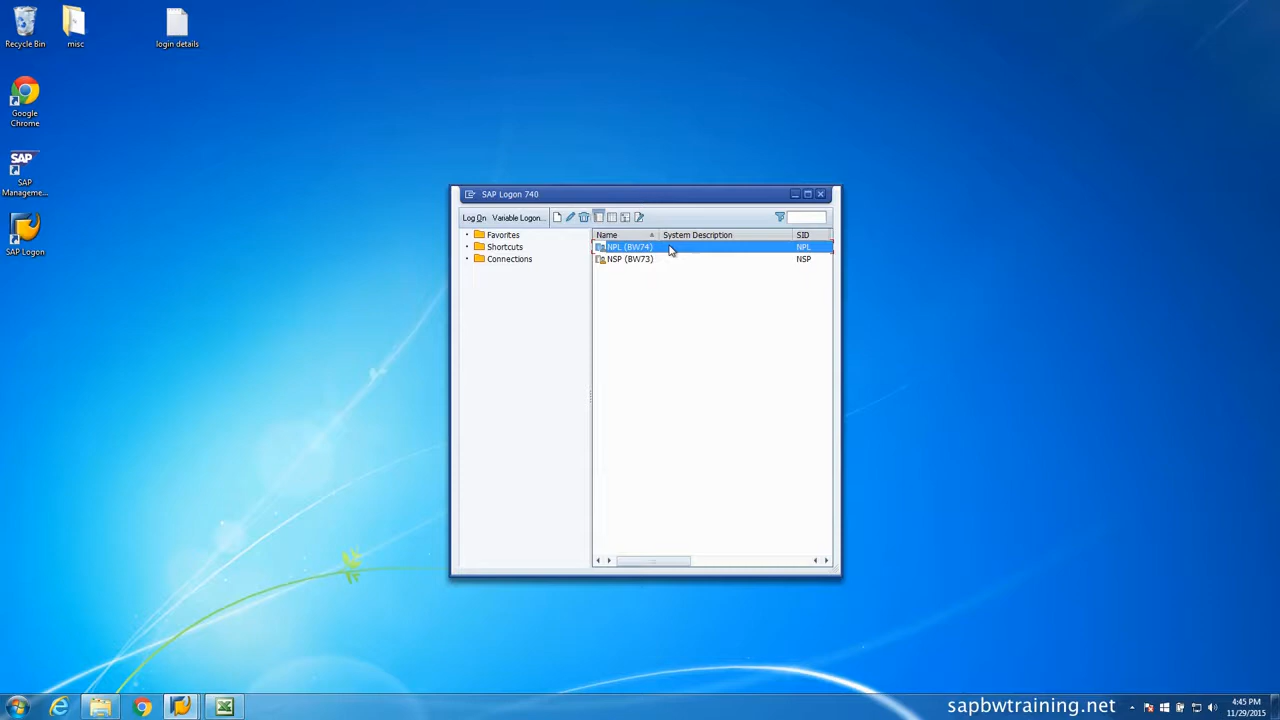 Recycle Bin
misc
login details
Google
Chrome
SAP
SAP
Manageme...
SAP Logon
SAP Logon 740
Log On Variable Logon...
Favorites
Shortcuts
Connections
Name System Description SID
NPL (BW74) NPL
NSP (BW73) NSP
sapbwtraining.net
4:45 PM
11/29/2015